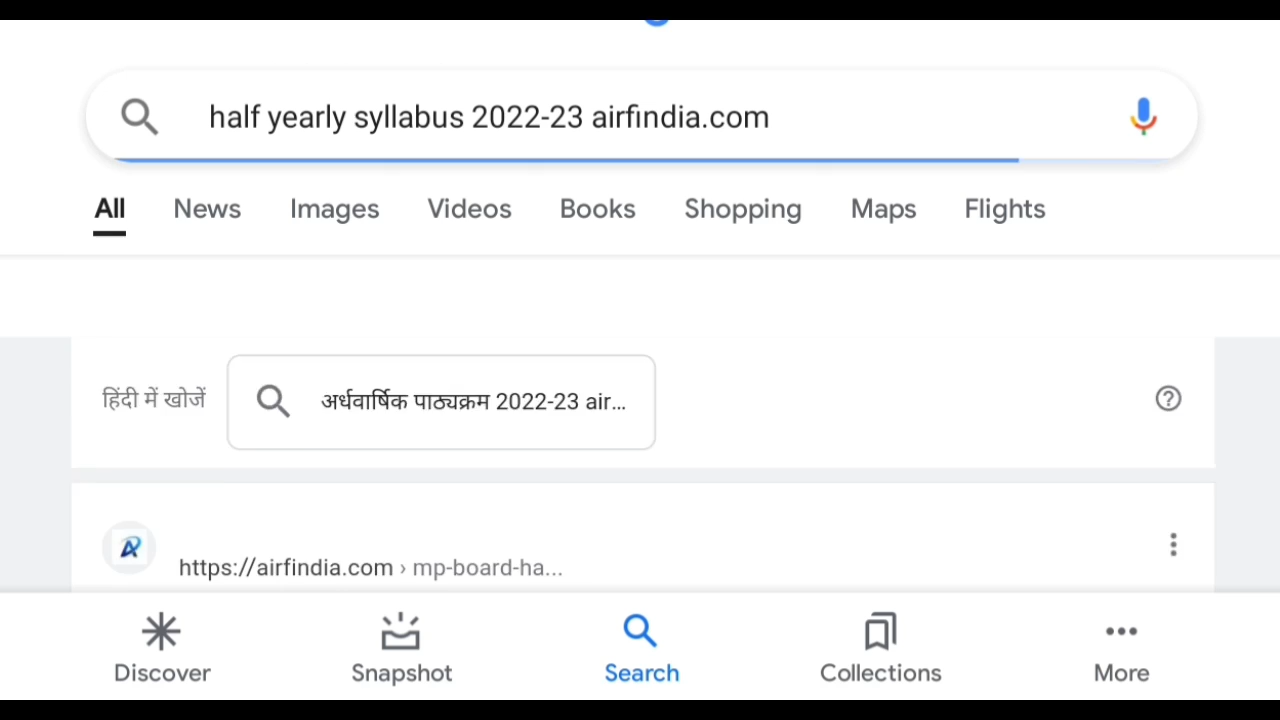 half yearly syllabus 2022-23 airfindia.com
All News Images Videos Books Shopping Maps Flights
हिंदी में खोजें अर्धवार्षिक पाठ्यक्रम 2022-23 air...
https://airfindia.com › mp-board-ha...
Discover Snapshot Search Collections More